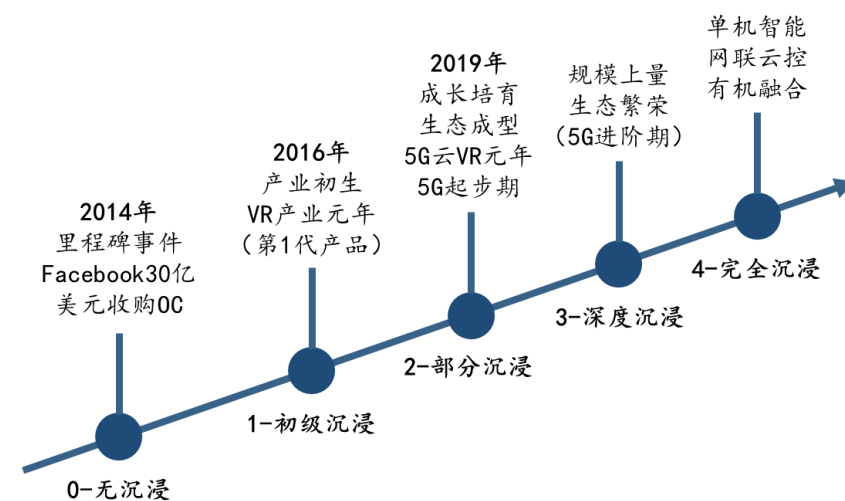 2014年
里程碑事件
Facebook30亿
美元收购OC
0-无沉浸
2016年
产业初生
VR产业元年
（第1代产品）
1-初级沉浸
2019年
成长培育
生态成型
5G云VR元年
5G起步期
2-部分沉浸
规模上量
生态繁荣
（5G进阶期）
3-深度沉浸
单机智能
网联云控
有机融合
4-完全沉浸